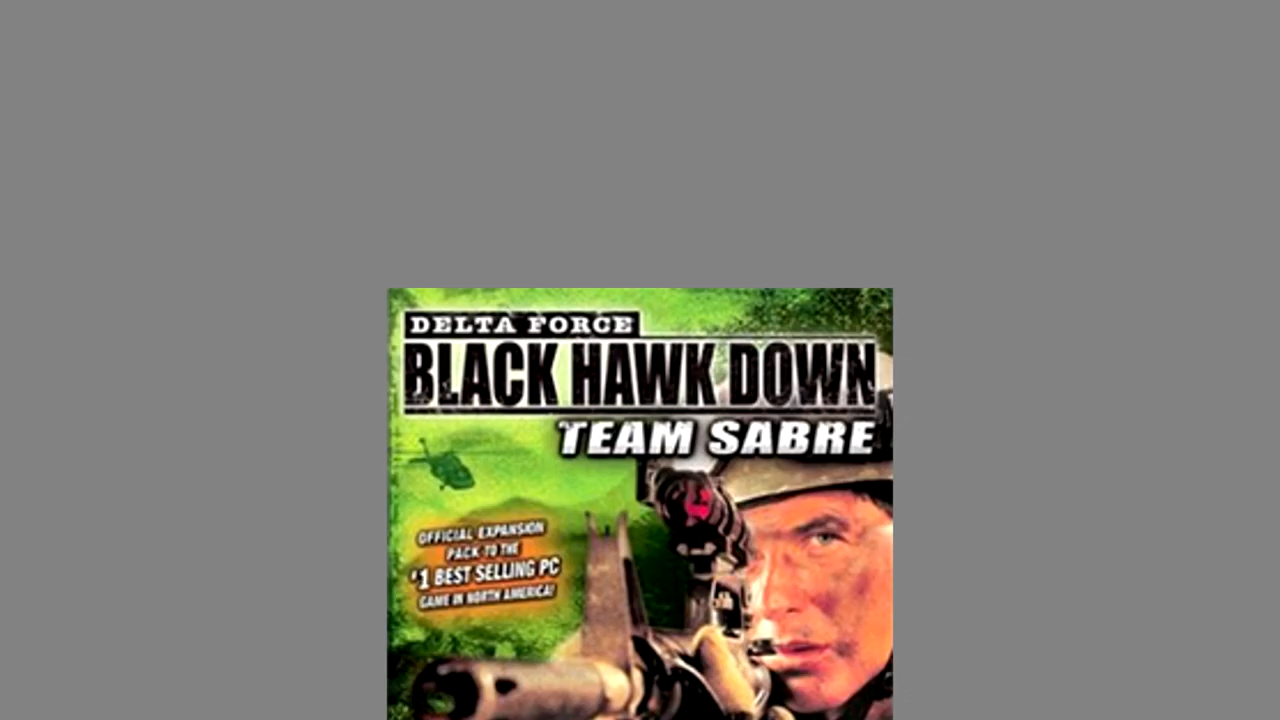 DELTA FORCE
BLACK HAWK DOWN
TEAM SABRE
OFFICIAL EXPANSION
PACK TO THE
#1 BEST SELLING PC
GAME IN NORTH AMERICA!